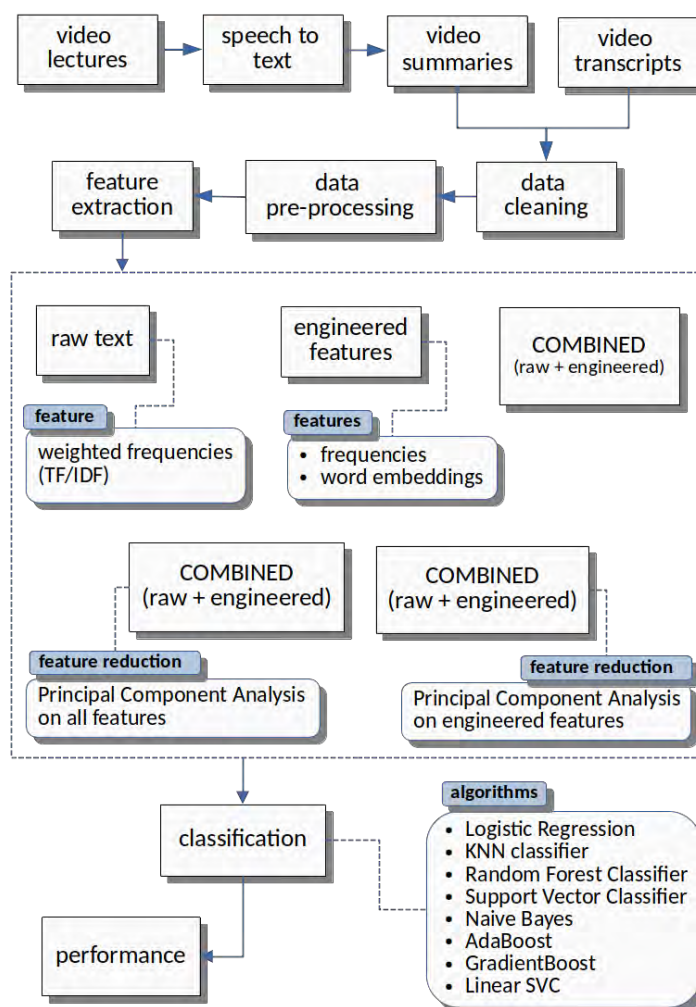 video
lectures
speech to
text
video
summaries
video
transcripts
feature
extraction
data
pre-processing
data
cleaning
raw text
engineered
features
COMBINED
(raw + engineered)
feature
weighted frequencies
(TF/IDF)
features
• frequencies
• word embeddings
COMBINED
(raw + engineered)
COMBINED
(raw + engineered)
feature reduction
Principal Component Analysis
on all features
feature reduction
Principal Component Analysis
on engineered features
classification
algorithms
• Logistic Regression
• KNN classifier
• Random Forest Classifier
• Support Vector Classifier
• Naive Bayes
• AdaBoost
• GradientBoost
• Linear SVC
performance